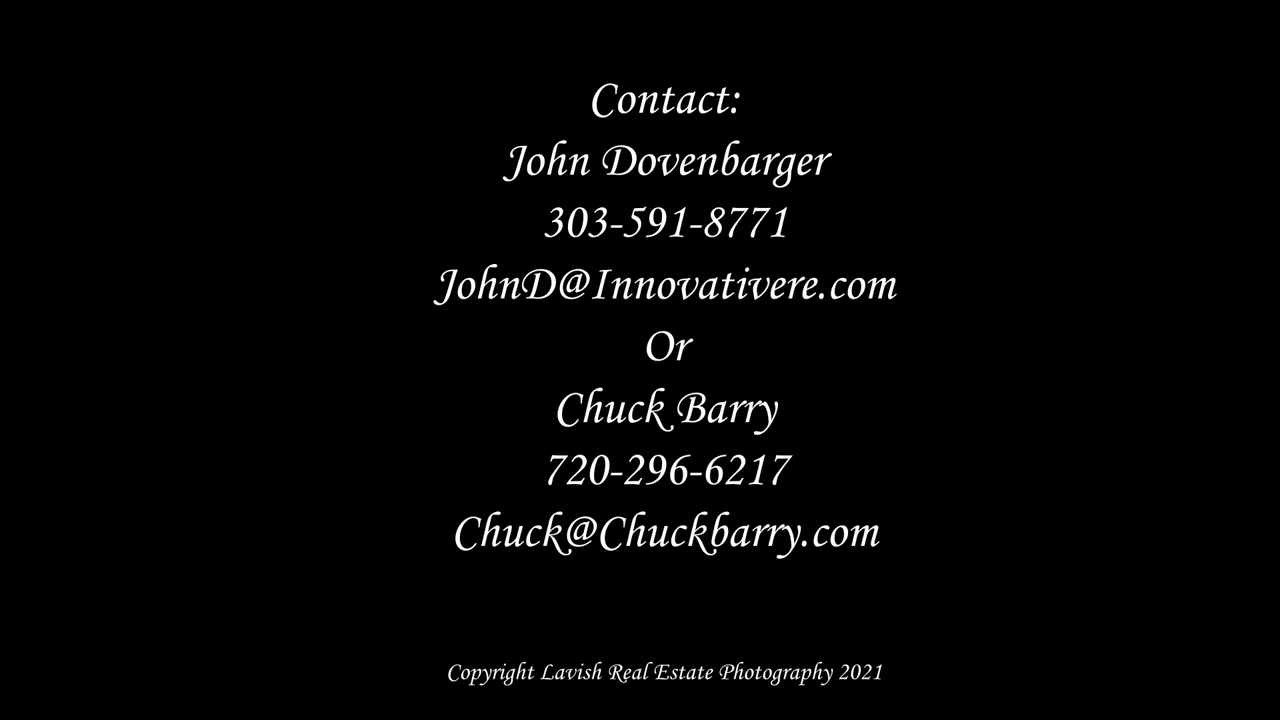 Contact:
John Dovenbarger
303-591-8771
JohnD@Innovativere.com
Or
Chuck Barry
720-296-6217
Chuck@Chuckbarry.com
Copyright Lavish Real Estate Photography 2021